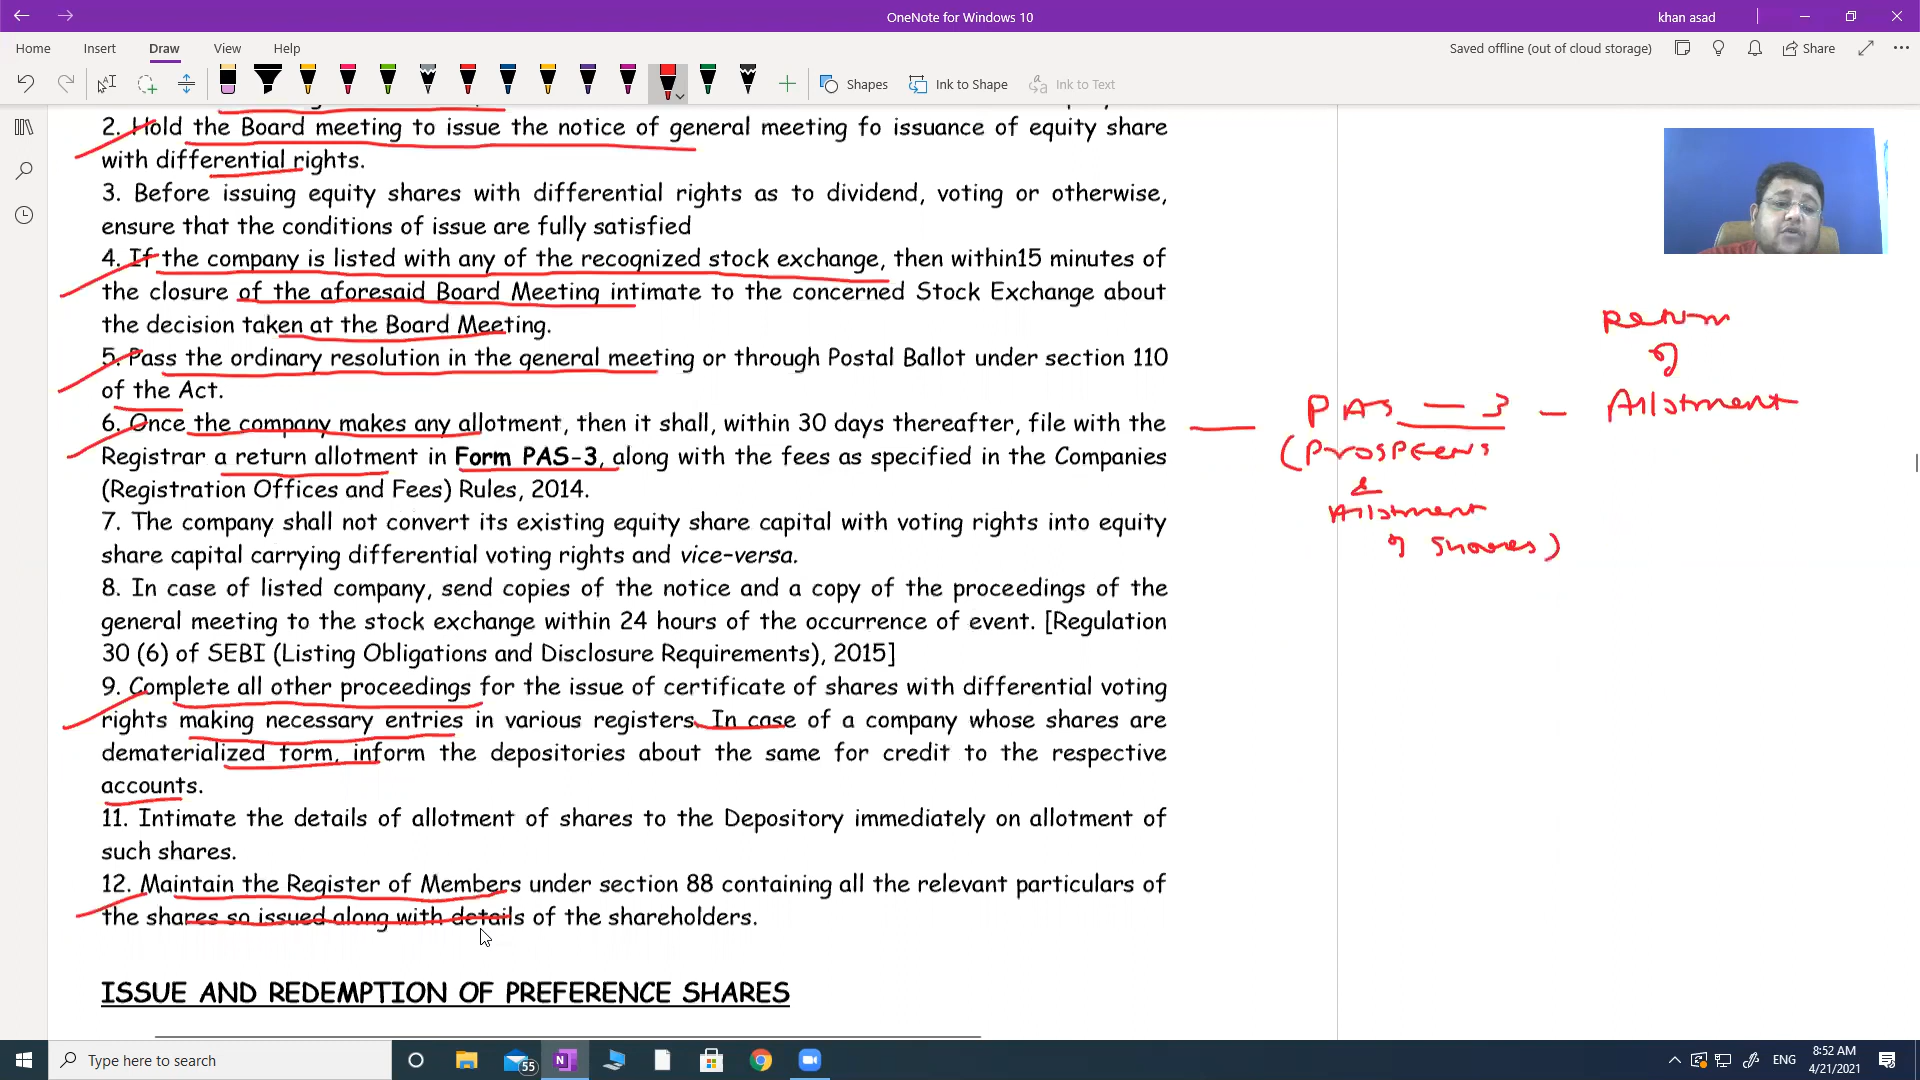 OneNote for Windows 10
khan asad
Home Insert Draw View Help
Saved offline (out of cloud storage)
Share
Shapes
Ink to Shape
Ink to Text
2. Hold the Board meeting to issue the notice of general meeting fo issuance of equity share
with differential rights.
3. Before issuing equity shares with differential rights as to dividend, voting or otherwise,
ensure that the conditions of issue are fully satisfied
4. If the company is listed with any of the recognized stock exchange, then within15 minutes of
the closure of the aforesaid Board Meeting intimate to the concerned Stock Exchange about
the decision taken at the Board Meeting.
5. Pass the ordinary resolution in the general meeting or through Postal Ballot under section 110
of the Act.
6. Once the company makes any allotment, then it shall, within 30 days thereafter, file with the
Registrar a return allotment in Form PAS-3, along with the fees as specified in the Companies
(Registration Offices and Fees) Rules, 2014.
7. The company shall not convert its existing equity share capital with voting rights into equity
share capital carrying differential voting rights and vice-versa.
8. In case of listed company, send copies of the notice and a copy of the proceedings of the
general meeting to the stock exchange within 24 hours of the occurrence of event. [Regulation
30 (6) of SEBI (Listing Obligations and Disclosure Requirements), 2015]
9. Complete all other proceedings for the issue of certificate of shares with differential voting
rights making necessary entries in various registers. In case of a company whose shares are
dematerialized form, inform the depositories about the same for credit to the respective
accounts.
11. Intimate the details of allotment of shares to the Depository immediately on allotment of
such shares.
12. Maintain the Register of Members under section 88 containing all the relevant particulars of
the shares so issued along with details of the shareholders.
ISSUE AND REDEMPTION OF PREFERENCE SHARES
Return
of
PAS - 3 - Allotment
(Prospectus
&
Allotment
of Shares)
Type here to search
55
ENG
8:52 AM
4/21/2021